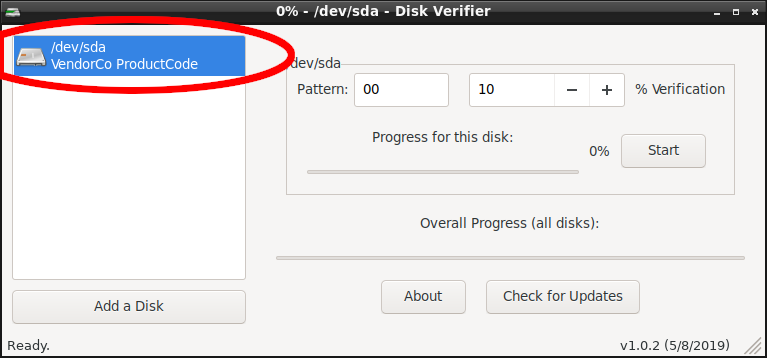 0% - /dev/sda - Disk Verifier
/dev/sda
VendorCo ProductCode
dev/sda
Pattern: 00 10 % Verification
Progress for this disk:
0% Start
Overall Progress (all disks):
Add a Disk
About Check for Updates
Ready. v1.0.2 (5/8/2019)